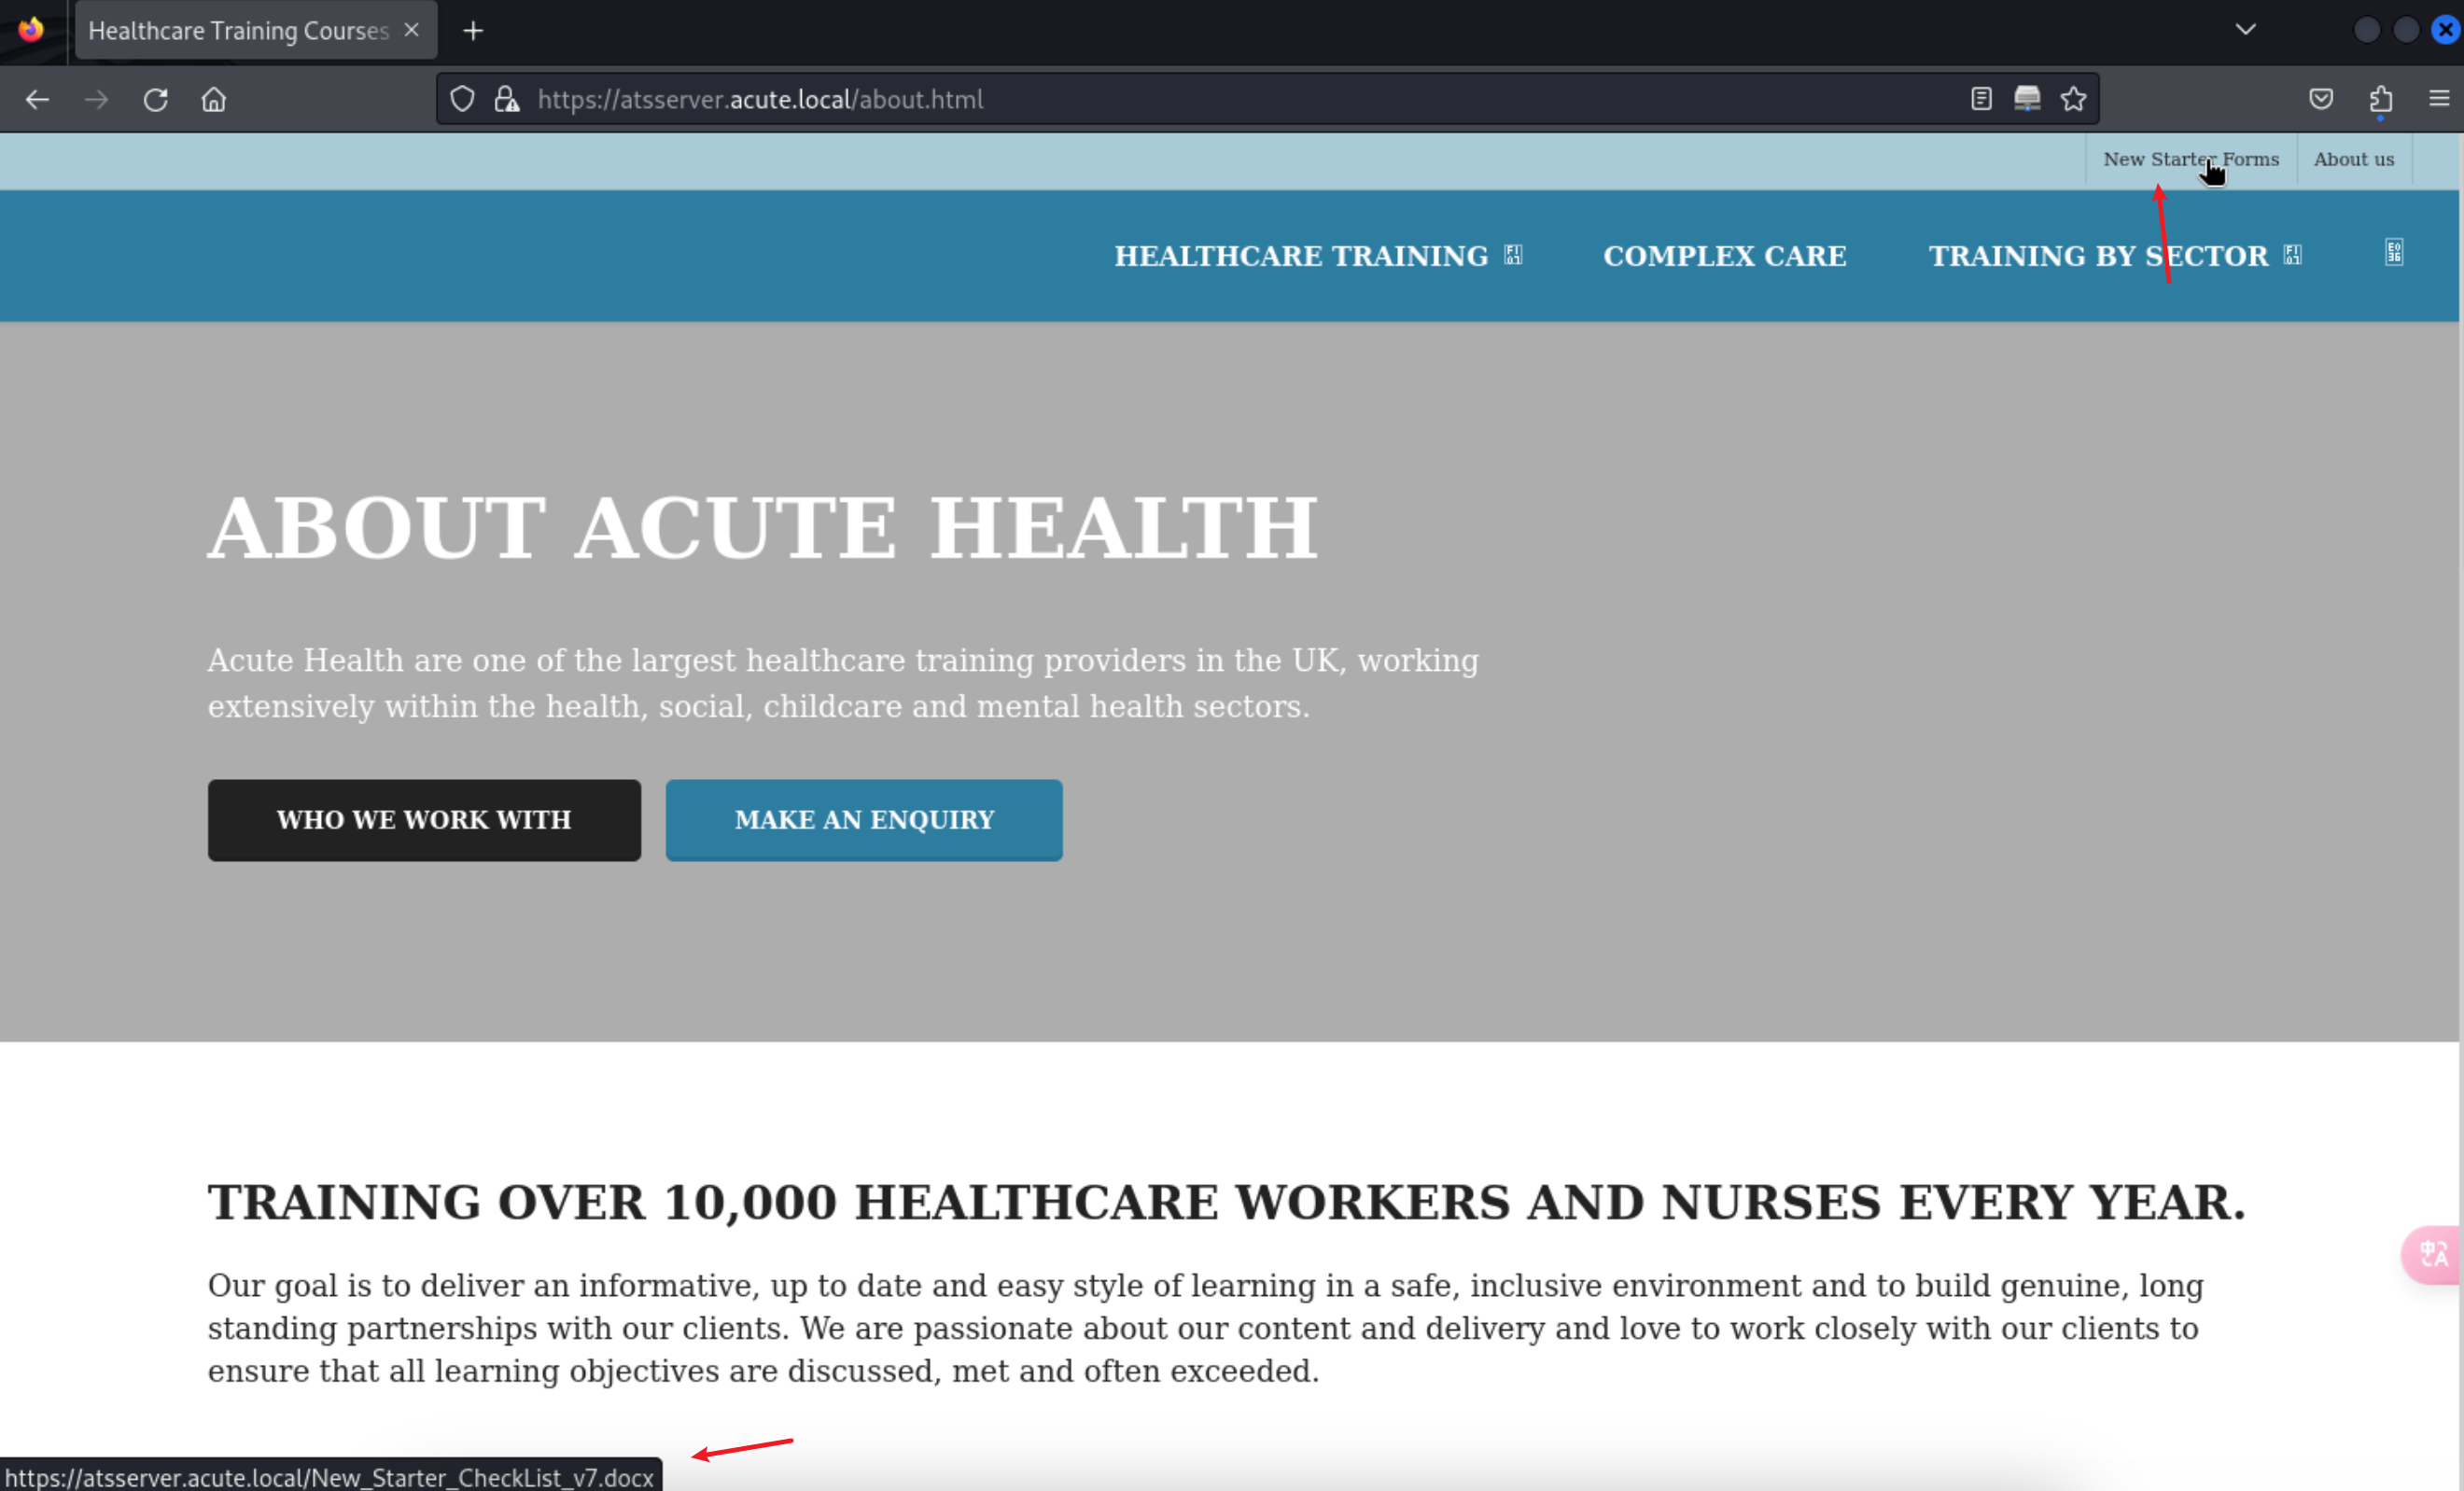 Healthcare Training Courses
https://atsserver.acute.local/about.html
New Starter Forms About us
HEALTHCARE TRAINING COMPLEX CARE TRAINING BY SECTOR
ABOUT ACUTE HEALTH
Acute Health are one of the largest healthcare training providers in the UK, working
extensively within the health, social, childcare and mental health sectors.
WHO WE WORK WITH MAKE AN ENQUIRY
TRAINING OVER 10,000 HEALTHCARE WORKERS AND NURSES EVERY YEAR.
Our goal is to deliver an informative, up to date and easy style of learning in a safe, inclusive environment and to build genuine, long
standing partnerships with our clients. We are passionate about our content and delivery and love to work closely with our clients to
ensure that all learning objectives are discussed, met and often exceeded.
https://atsserver.acute.local/New_Starter_CheckList_v7.docx